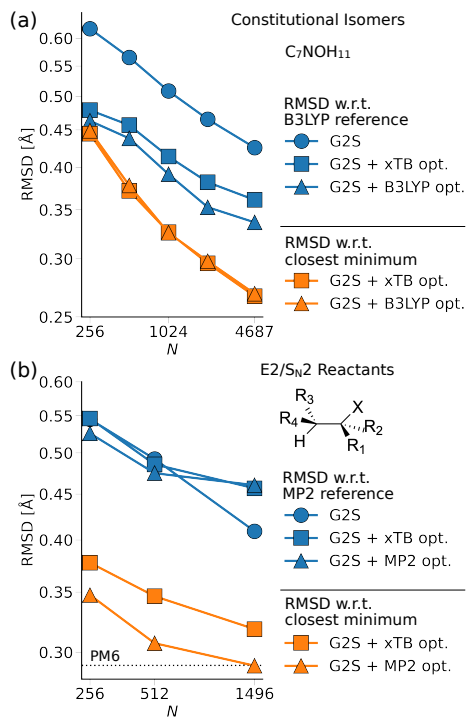 (a)
Constitutional Isomers
C₇NOH₁₁
0.60
0.55
0.50
0.45
0.40
0.35
0.30
0.25
RMSD [Å]
256
1024
4687
N
RMSD w.r.t.
B3LYP reference
G2S
G2S + xTB opt.
G2S + B3LYP opt.
RMSD w.r.t.
closest minimum
G2S + xTB opt.
G2S + B3LYP opt.
(b)
E2/S_N2 Reactants
R₃
X
R₄
R₂
H
R₁
0.60
0.55
0.50
0.45
0.40
0.35
0.30
RMSD [Å]
PM6
256
512
1496
N
RMSD w.r.t.
MP2 reference
G2S
G2S + xTB opt.
G2S + MP2 opt.
RMSD w.r.t.
closest minimum
G2S + xTB opt.
G2S + MP2 opt.